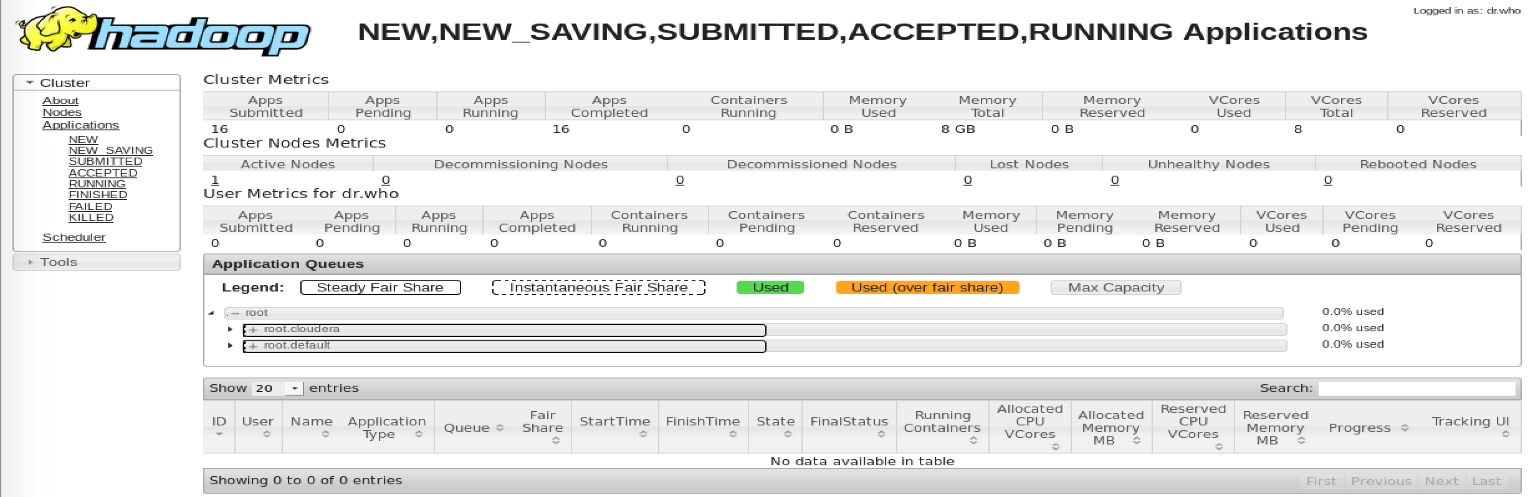 Logged in as: dr.who
hadoop
NEW,NEW_SAVING,SUBMITTED,ACCEPTED,RUNNING Applications
Cluster
About
Nodes
Applications
NEW
NEW_SAVING
SUBMITTED
ACCEPTED
RUNNING
FINISHED
FAILED
KILLED
Scheduler
Tools
Cluster Metrics
Apps Submitted Apps Pending Apps Running Apps Completed Containers Running Memory Used Memory Total Memory Reserved VCores Used VCores Total VCores Reserved
16 0 0 16 0 0 B 8 GB 0 B 0 8 0
Cluster Nodes Metrics
Active Nodes Decommissioning Nodes Decommissioned Nodes Lost Nodes Unhealthy Nodes Rebooted Nodes
1 0 0 0 0 0
User Metrics for dr.who
Apps Submitted Apps Pending Apps Running Apps Completed Containers Running Containers Pending Containers Reserved Memory Used Memory Pending Memory Reserved VCores Used VCores Pending VCores Reserved
0 0 0 0 0 0 0 0 B 0 B 0 B 0 0 0
Application Queues
Legend: Steady Fair Share Instantaneous Fair Share Used Used (over fair share) Max Capacity
root 0.0% used
root.cloudera 0.0% used
root.default 0.0% used
Show 20 entries Search:
ID User Name Application Type Queue Fair Share StartTime FinishTime State FinalStatus Running Containers Allocated CPU VCores Allocated Memory MB Reserved CPU VCores Reserved Memory MB Progress Tracking UI
No data available in table
Showing 0 to 0 of 0 entries First Previous Next Last